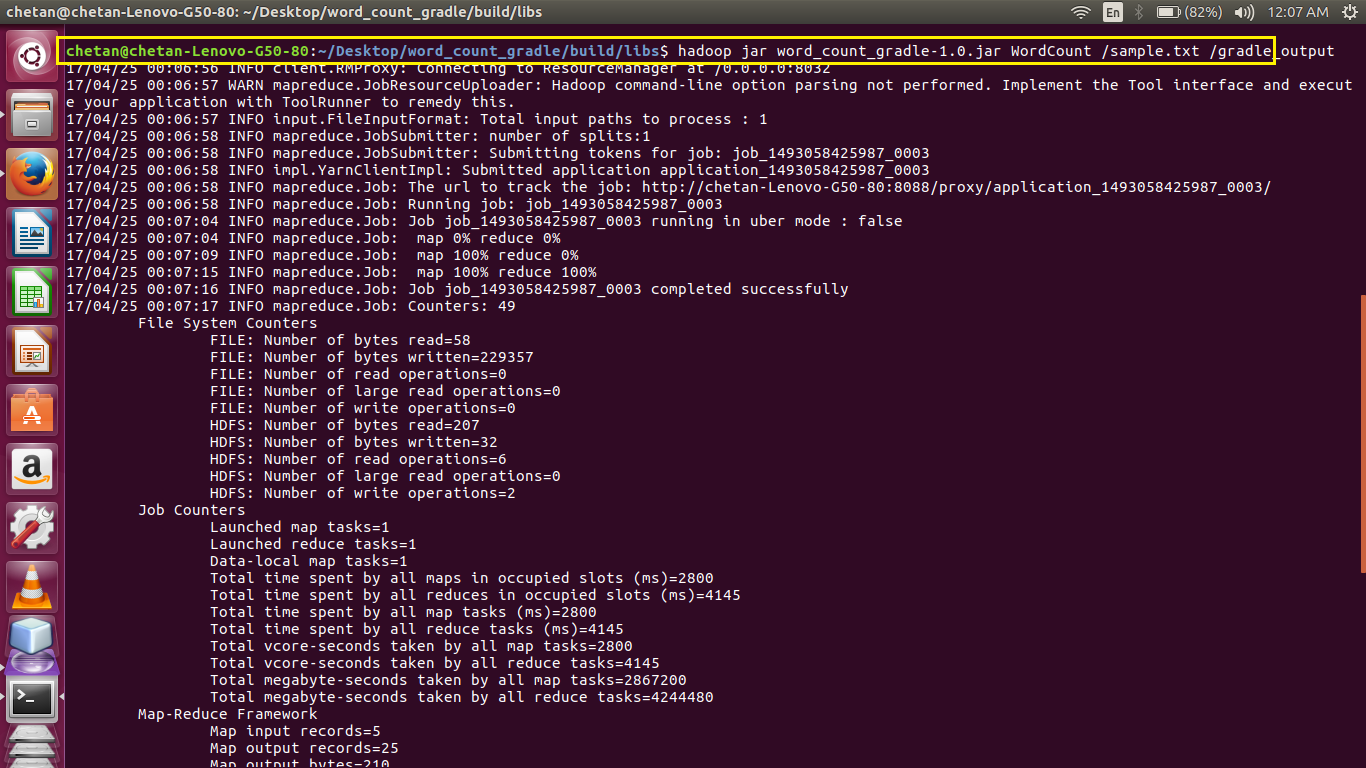 chetan@chetan-Lenovo-G50-80: ~/Desktop/word_count_gradle/build/libs
En
(82%)
12:07 AM
chetan@chetan-Lenovo-G50-80:~/Desktop/word_count_gradle/build/libs$ hadoop jar word_count_gradle-1.0.jar WordCount /sample.txt /gradle_output
17/04/25 00:06:56 INFO client.RMProxy: Connecting to ResourceManager at /0.0.0.0:8032
17/04/25 00:06:57 WARN mapreduce.JobResourceUploader: Hadoop command-line option parsing not performed. Implement the Tool interface and execut
e your application with ToolRunner to remedy this.
17/04/25 00:06:57 INFO input.FileInputFormat: Total input paths to process : 1
17/04/25 00:06:58 INFO mapreduce.JobSubmitter: number of splits:1
17/04/25 00:06:58 INFO mapreduce.JobSubmitter: Submitting tokens for job: job_1493058425987_0003
17/04/25 00:06:58 INFO impl.YarnClientImpl: Submitted application application_1493058425987_0003
17/04/25 00:06:58 INFO mapreduce.Job: The url to track the job: http://chetan-Lenovo-G50-80:8088/proxy/application_1493058425987_0003/
17/04/25 00:06:58 INFO mapreduce.Job: Running job: job_1493058425987_0003
17/04/25 00:07:04 INFO mapreduce.Job: Job job_1493058425987_0003 running in uber mode : false
17/04/25 00:07:04 INFO mapreduce.Job:  map 0% reduce 0%
17/04/25 00:07:09 INFO mapreduce.Job:  map 100% reduce 0%
17/04/25 00:07:15 INFO mapreduce.Job:  map 100% reduce 100%
17/04/25 00:07:16 INFO mapreduce.Job: Job job_1493058425987_0003 completed successfully
17/04/25 00:07:17 INFO mapreduce.Job: Counters: 49
File System Counters
FILE: Number of bytes read=58
FILE: Number of bytes written=229357
FILE: Number of read operations=0
FILE: Number of large read operations=0
FILE: Number of write operations=0
HDFS: Number of bytes read=207
HDFS: Number of bytes written=32
HDFS: Number of read operations=6
HDFS: Number of large read operations=0
HDFS: Number of write operations=2
Job Counters
Launched map tasks=1
Launched reduce tasks=1
Data-local map tasks=1
Total time spent by all maps in occupied slots (ms)=2800
Total time spent by all reduces in occupied slots (ms)=4145
Total time spent by all map tasks (ms)=2800
Total time spent by all reduce tasks (ms)=4145
Total vcore-seconds taken by all map tasks=2800
Total vcore-seconds taken by all reduce tasks=4145
Total megabyte-seconds taken by all map tasks=2867200
Total megabyte-seconds taken by all reduce tasks=4244480
Map-Reduce Framework
Map input records=5
Map output records=25
Map output bytes=210